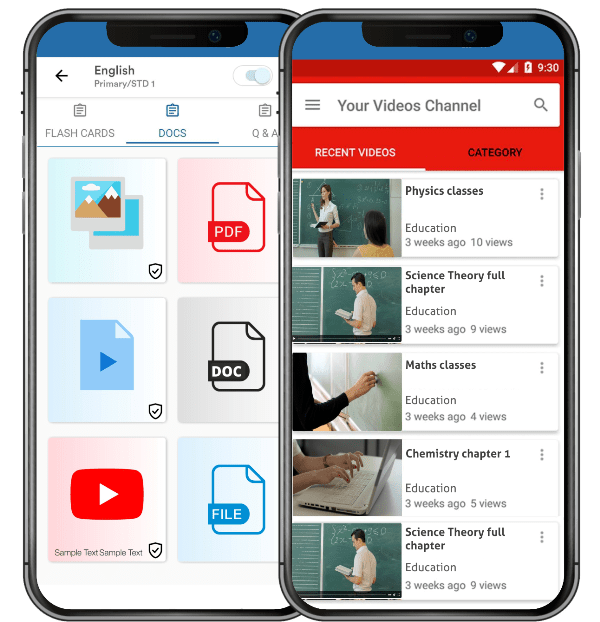 English
Primary/STD 1
FLASH CARDS
DOCS
Q & A
PDF
DOC
Sample Text Sample Text
FILE
9:30
Your Videos Channel
RECENT VIDEOS
CATEGORY
Physics classes
Education
3 weeks ago 10 views
Science Theory full
chapter
Education
3 weeks ago 9 views
Maths classes
Education
3 weeks ago 4 views
Chemistry chapter 1
Education
3 weeks ago 5 views
Science Theory full
chapter
Education
3 weeks ago 9 views